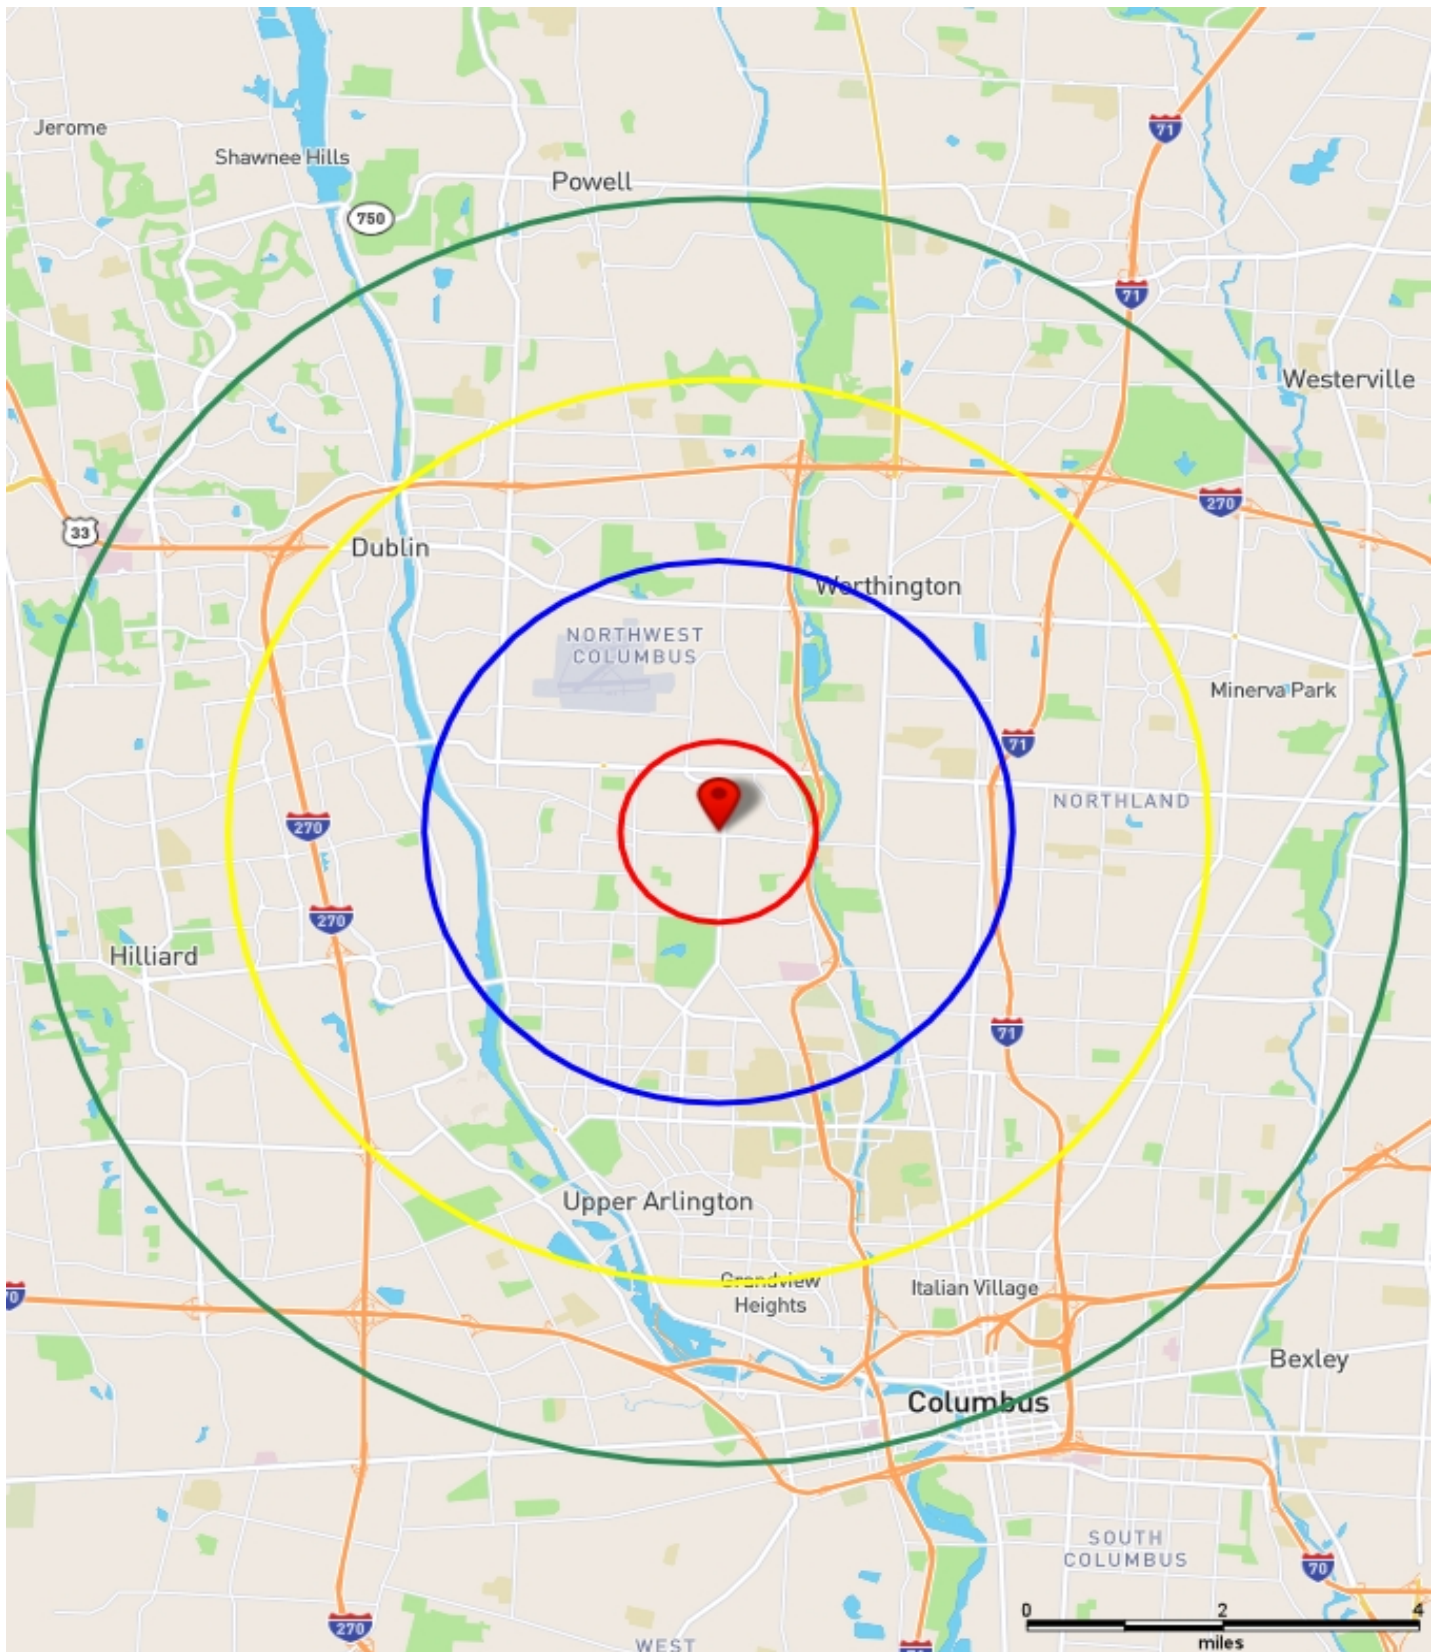 71
Jerome
Shawnee Hills
Powell
750
71
Westerville
270
33
Dublin
Worthington
NORTHWEST
COLUMBUS
Minerva Park
71
NORTHLAND
270
270
Hilliard
71
Upper Arlington
Grandview
Heights
Italian Village
Bexley
Columbus
SOUTH
COLUMBUS
70
0 2 4
miles
270
WEST